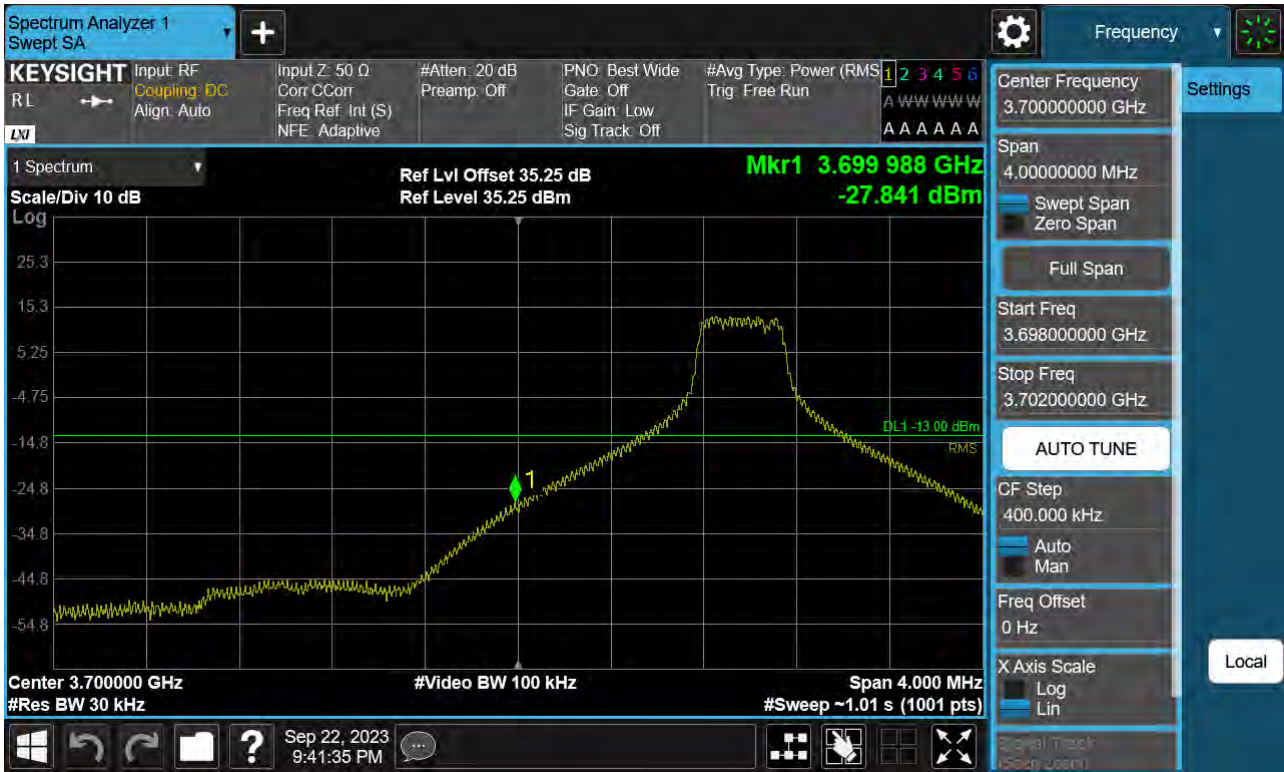 Spectrum Analyzer 1
Swept SA
Frequency
KEYSIGHT
RL
LXI
Input: RF
Coupling: DC
Align: Auto
Input Z: 50 Ω
Corr CCorr
Freq Ref: Int (S)
NFE: Adaptive
#Atten: 20 dB
Preamp: Off
PNO: Best Wide
Gate: Off
IF Gain: Low
Sig Track: Off
#Avg Type: Power (RMS
Trig: Free Run
1 2 3 4 5 6
A W W W W W
A A A A A A
Settings
Center Frequency
3.700000000 GHz
Span
4.00000000 MHz
Swept Span
Zero Span
Full Span
Start Freq
3.698000000 GHz
Stop Freq
3.702000000 GHz
AUTO TUNE
CF Step
400.000 kHz
Auto
Man
Freq Offset
0 Hz
X Axis Scale
Log
Lin
Signal Track
(Span Zoom)
Local
1 Spectrum
Scale/Div 10 dB
Log
Ref Lvl Offset 35.25 dB
Ref Level 35.25 dBm
Mkr1 3.699 988 GHz
-27.841 dBm
25.3
15.3
5.25
-4.75
-14.8
-24.8
-34.8
-44.8
-54.8
1
DL1 -13.00 dBm
RMS
Center 3.700000 GHz
#Video BW 100 kHz
Span 4.000 MHz
#Res BW 30 kHz
#Sweep ~1.01 s (1001 pts)
?
Sep 22, 2023
9:41:35 PM